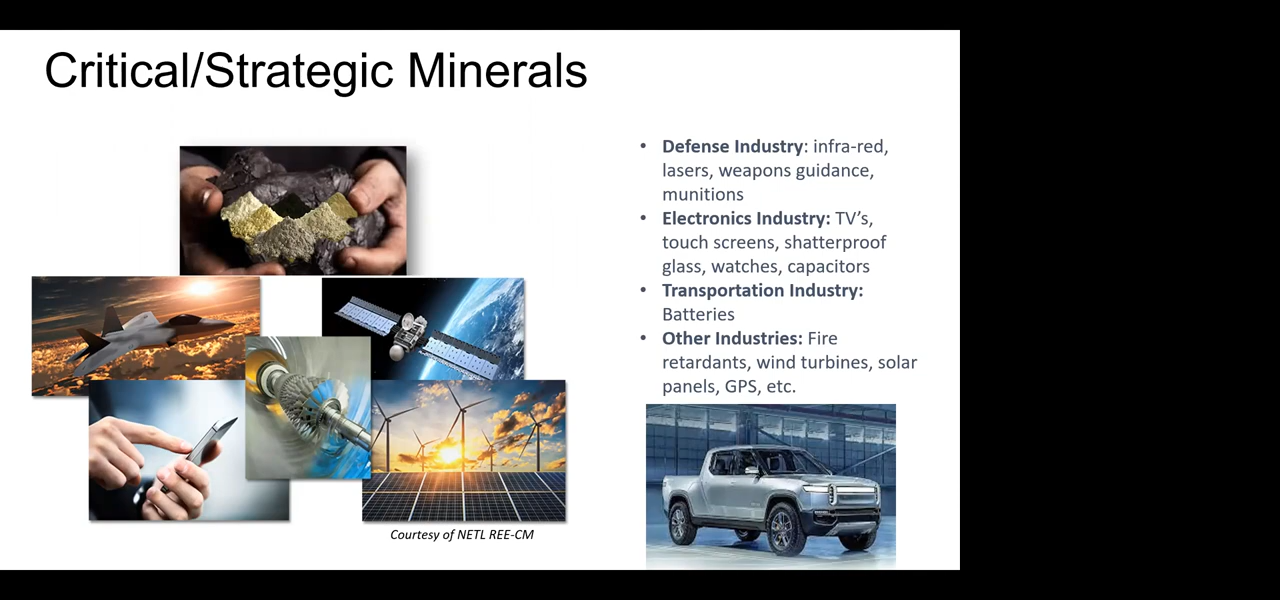 Critical/Strategic Minerals
• Defense Industry: infra-red,
lasers, weapons guidance,
munitions
• Electronics Industry: TV's,
touch screens, shatterproof
glass, watches, capacitors
• Transportation Industry:
Batteries
• Other Industries: Fire
retardants, wind turbines, solar
panels, GPS, etc.
Courtesy of NETL REE-CM